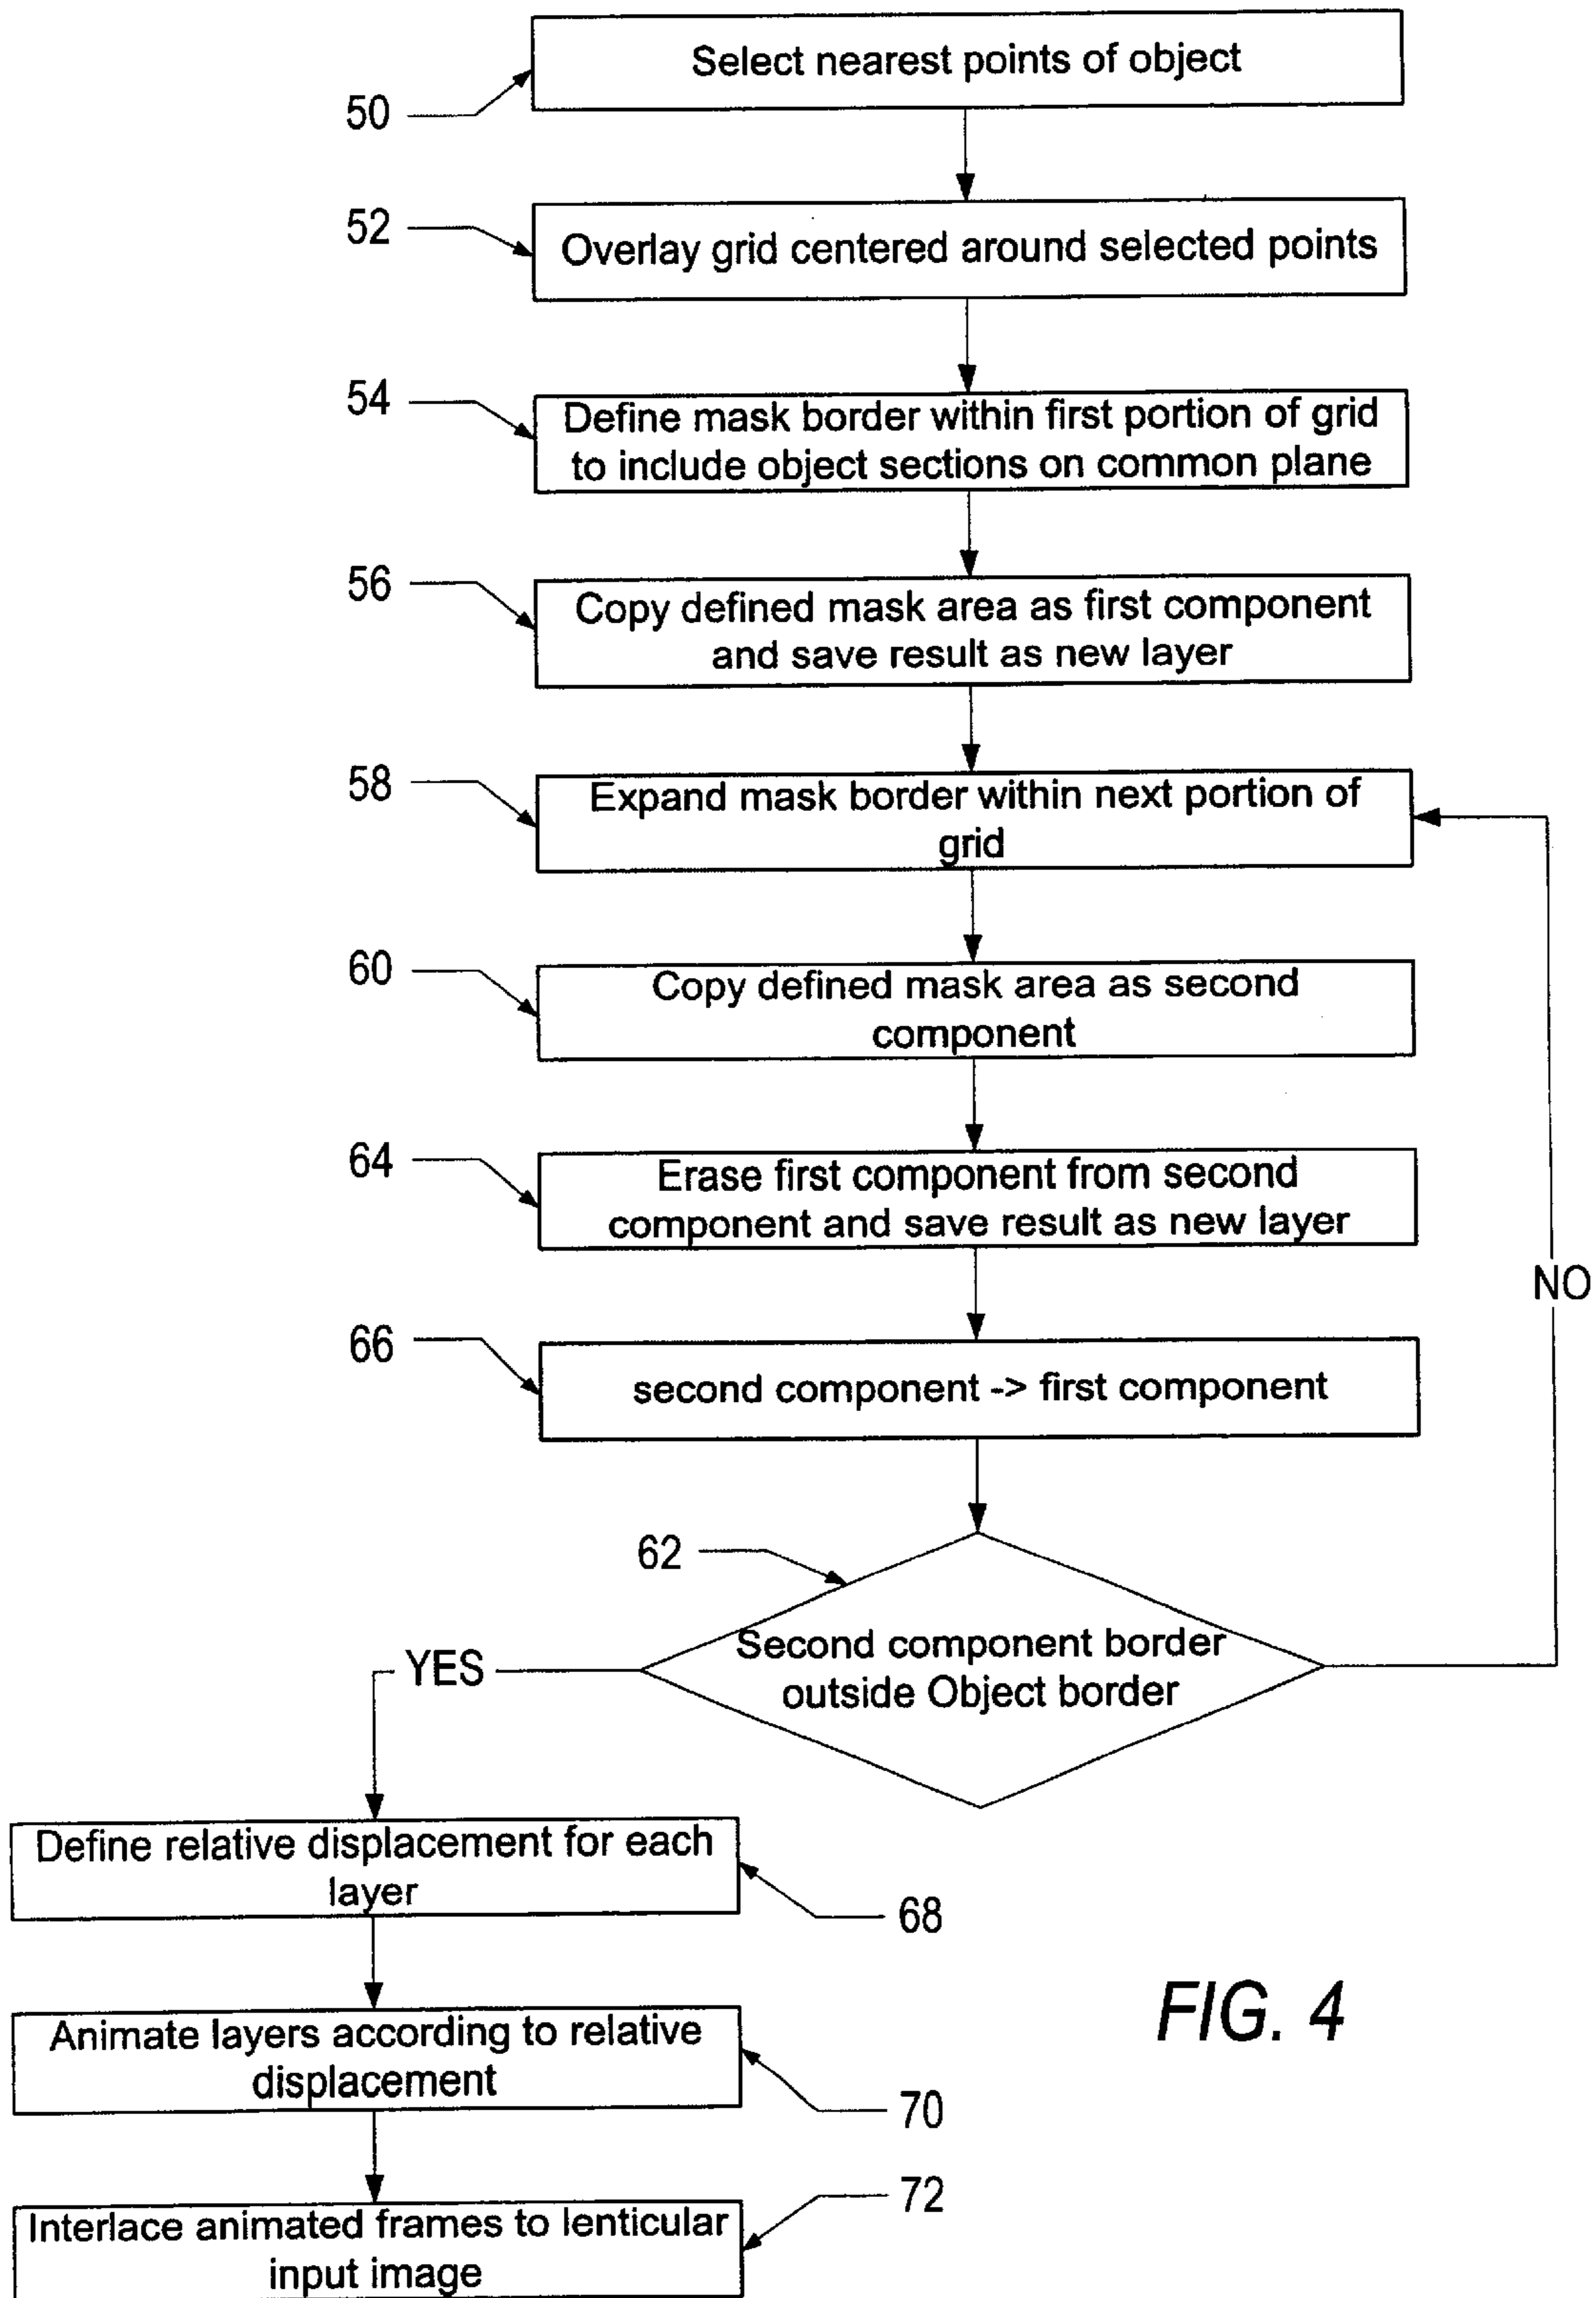 Select nearest points of object
50
52
Overlay grid centered around selected points
54
Define mask border within first portion of grid
to include object sections on common plane
56
Copy defined mask area as first component
and save result as new layer
58
Expand mask border within next portion of
grid
60
Copy defined mask area as second
component
64
Erase first component from second
component and save result as new layer
NO
66
second component -> first component
62
Second component border
outside Object border
YES
Define relative displacement for each
layer
68
Animate layers according to relative
displacement
70
FIG. 4
72
Interlace animated frames to lenticular
input image